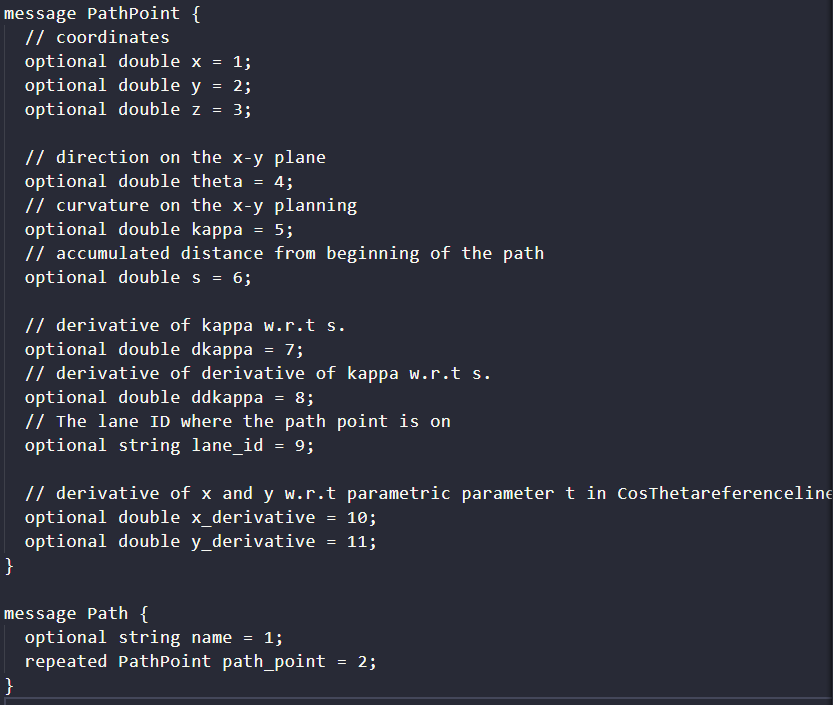 message PathPoint {
// coordinates
optional double x = 1;
optional double y = 2;
optional double z = 3;
// direction on the x-y plane
optional double theta = 4;
// curvature on the x-y planning
optional double kappa = 5;
// accumulated distance from beginning of the path
optional double s = 6;
// derivative of kappa w.r.t s.
optional double dkappa = 7;
// derivative of derivative of kappa w.r.t s.
optional double ddkappa = 8;
// The lane ID where the path point is on
optional string lane_id = 9;
// derivative of x and y w.r.t parametric parameter t in CosThetareferenceline
optional double x_derivative = 10;
optional double y_derivative = 11;
}
message Path {
optional string name = 1;
repeated PathPoint path_point = 2;
}